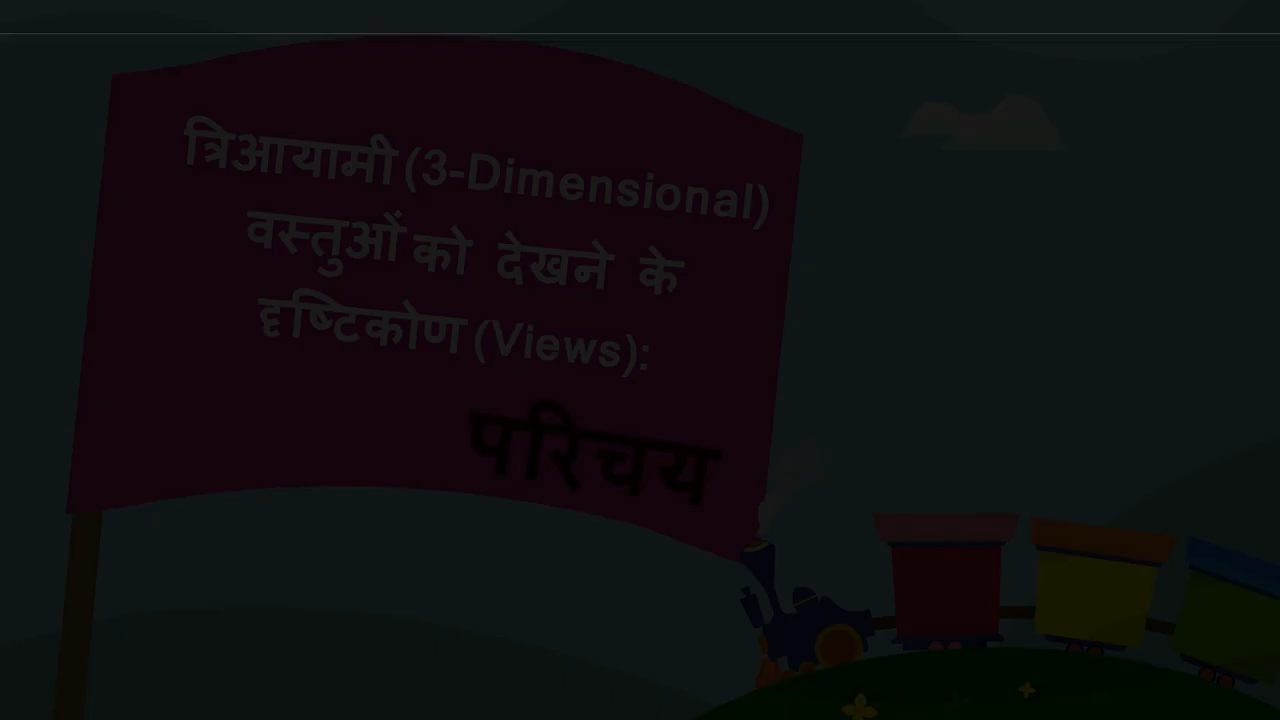 त्रिआयामी (3-Dimensional)
वस्तुओं को देखने के
दृष्टिकोण (Views):
परिचय